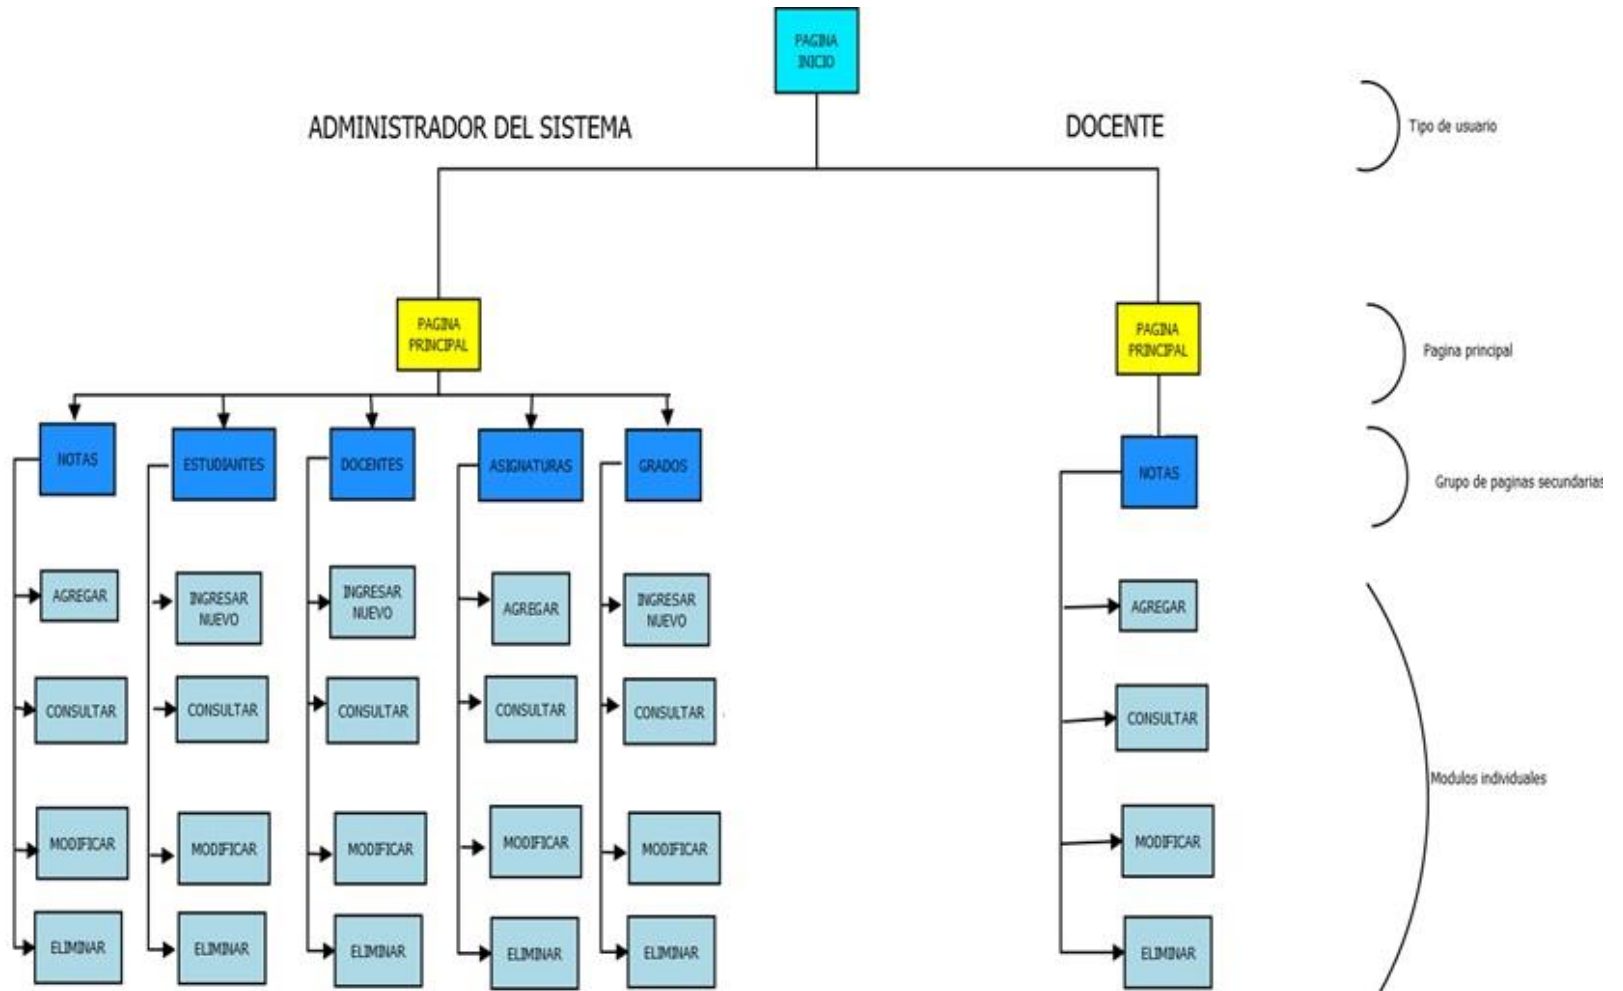 PAGINA
INICIO
ADMINISTRADOR DEL SISTEMA
DOCENTE
Tipo de usuario
PAGINA
PRINCIPAL
PAGINA
PRINCIPAL
Pagina principal
NOTAS
ESTUDIANTES
DOCENTES
ASIGNATURAS
GRADOS
NOTAS
Grupo de paginas secundarias
AGREGAR
INGRESAR
NUEVO
INGRESAR
NUEVO
AGREGAR
INGRESAR
NUEVO
AGREGAR
CONSULTAR
CONSULTAR
CONSULTAR
CONSULTAR
CONSULTAR
CONSULTAR
Modulos individuales
MODIFICAR
MODIFICAR
MODIFICAR
MODIFICAR
MODIFICAR
MODIFICAR
ELIMINAR
ELIMINAR
ELIMINAR
ELIMINAR
ELIMINAR
ELIMINAR